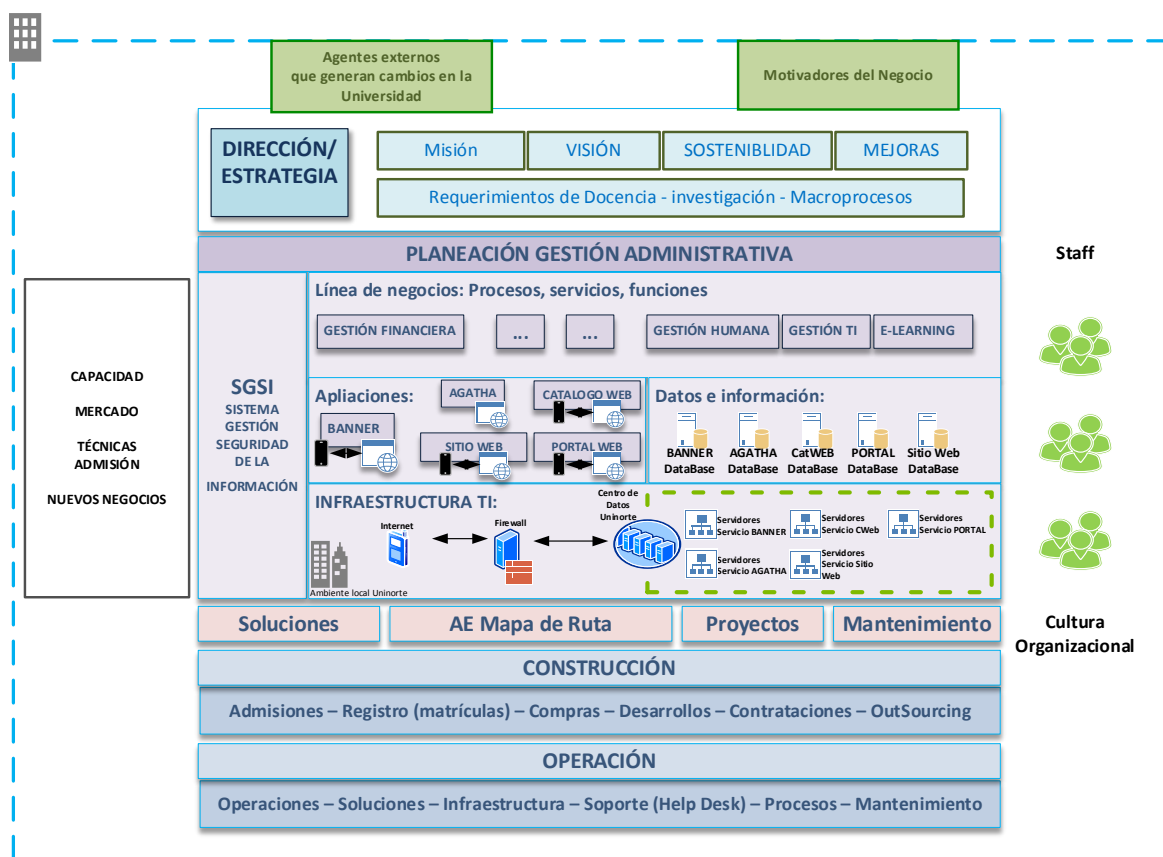 Agentes externos
que generan cambios en la
Universidad
Motivadores del Negocio
DIRECCIÓN/
ESTRATEGIA
Misión
VISIÓN
SOSTENIBLIDAD
MEJORAS
Requerimientos de Docencia - investigación - Macroprocesos
PLANEACIÓN GESTIÓN ADMINISTRATIVA
Staff
CAPACIDAD
MERCADO
TÉCNICAS
ADMISIÓN
NUEVOS NEGOCIOS
SGSI
SISTEMA
GESTIÓN
SEGURIDAD
DE LA
INFORMACIÓN
Línea de negocios: Procesos, servicios, funciones
GESTIÓN FINANCIERA
...
...
GESTIÓN HUMANA
GESTIÓN TI
E-LEARNING
Apliaciones:
AGATHA
CATALOGO WEB
BANNER
SITIO WEB
PORTAL WEB
Datos e información:
BANNER
DataBase
AGATHA
DataBase
CatWEB
DataBase
PORTAL
DataBase
Sitio Web
DataBase
INFRAESTRUCTURA TI:
Internet
Firewall
Centro de
Datos
Uninorte
Ambiente local Uninorte
Servidores
Servicio BANNER
Servidores
Servicio CWeb
Servidores
Servicio PORTAL
Servidores
Servicio AGATHA
Servidores
Servicio Sitio
Web
Soluciones
AE Mapa de Ruta
Proyectos
Mantenimiento
Cultura
Organizacional
CONSTRUCCIÓN
Admisiones – Registro (matrículas) – Compras – Desarrollos – Contrataciones – OutSourcing
OPERACIÓN
Operaciones – Soluciones – Infraestructura – Soporte (Help Desk) – Procesos – Mantenimiento